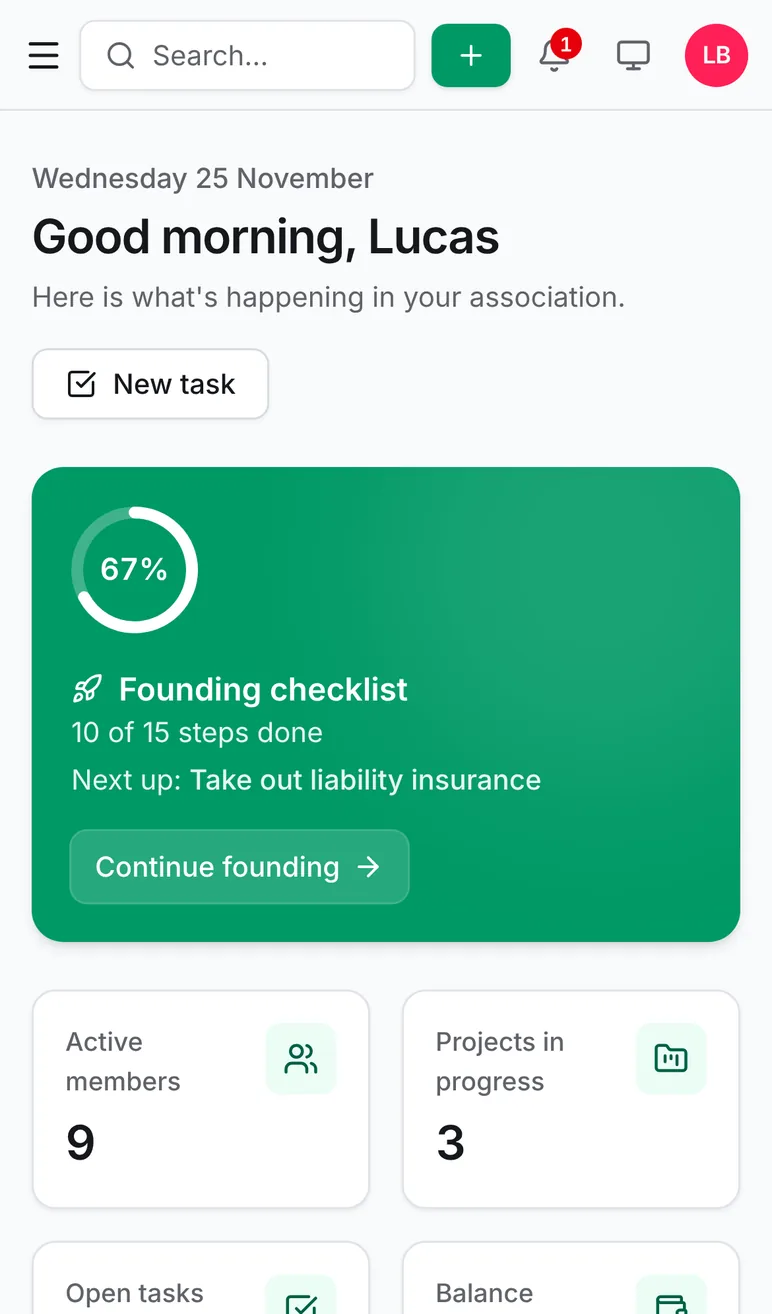 Search...
1
LB
Wednesday 25 November
Good morning, Lucas
Here is what's happening in your association.
New task
67%
Founding checklist
10 of 15 steps done
Next up: Take out liability insurance
Continue founding
Active
members
9
Projects in
progress
3
Open tasks
Balance